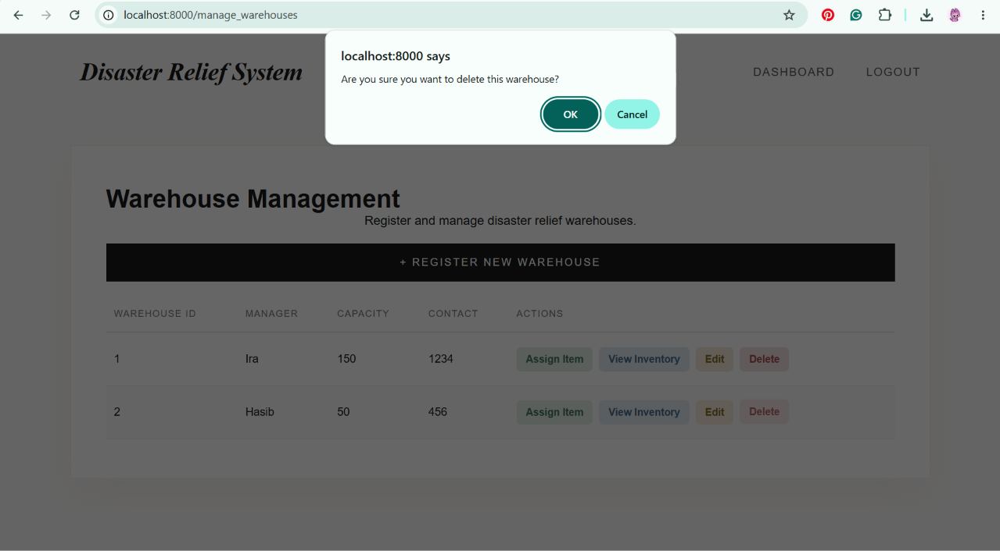 localhost:8000/manage_warehouses
localhost:8000 says
Are you sure you want to delete this warehouse?
OK Cancel
Disaster Relief System DASHBOARD LOGOUT
Warehouse Management
Register and manage disaster relief warehouses.
+ REGISTER NEW WAREHOUSE
WAREHOUSE ID MANAGER CAPACITY CONTACT ACTIONS
1 Ira 150 1234 Assign Item View Inventory Edit Delete
2 Hasib 50 456 Assign Item View Inventory Edit Delete